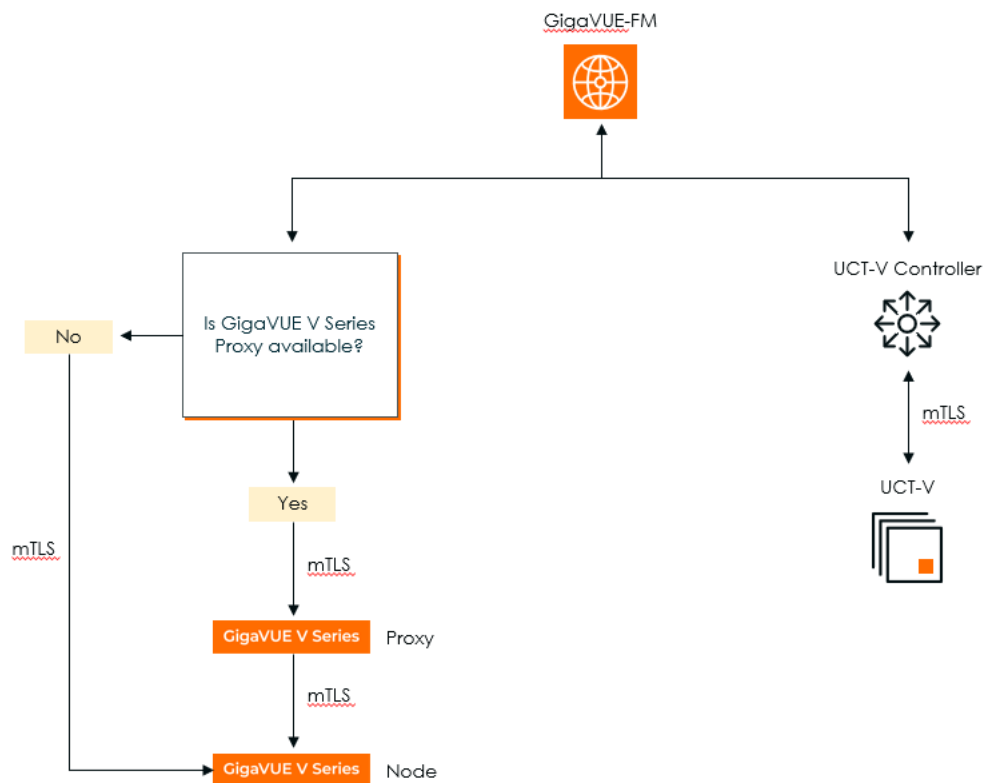 GigaVUE-FM
UCT-V Controller
Is GigaVUE V Series
Proxy available?
No
mTLS
UCT-V
Yes
mTLS
mTLS
GigaVUE V Series
Proxy
mTLS
GigaVUE V Series
Node